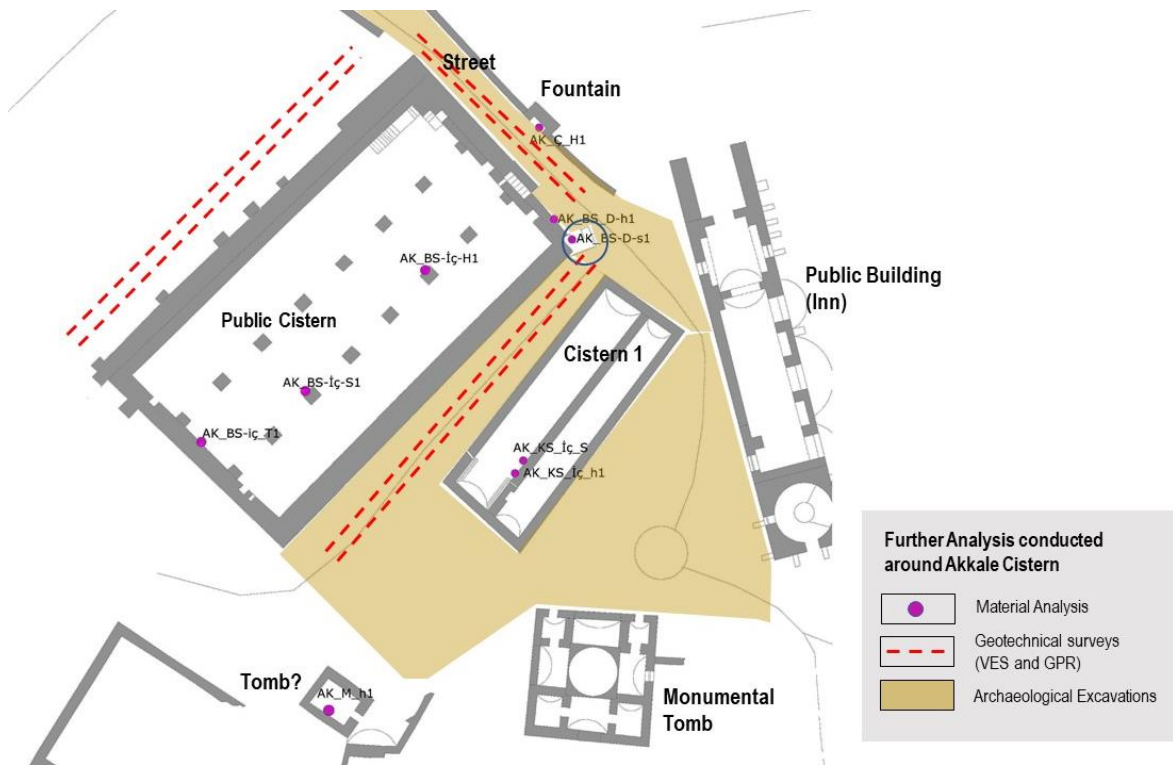 Street
Fountain
AK_Ç_H1
AK_BS_D-h1
AK_BS-D-s1
AK_BS-İç-H1
Public Building
(Inn)
Public Cistern
Cistern 1
AK_BS-İç-S1
AK_BS-iç_T1
AK_KS_İç_S
AK_KS_İç_h1
Tomb?
AK_M_h1
Monumental
Tomb
Further Analysis conducted
around Akkale Cistern
Material Analysis
Geotechnical surveys
(VES and GPR)
Archaeological Excavations